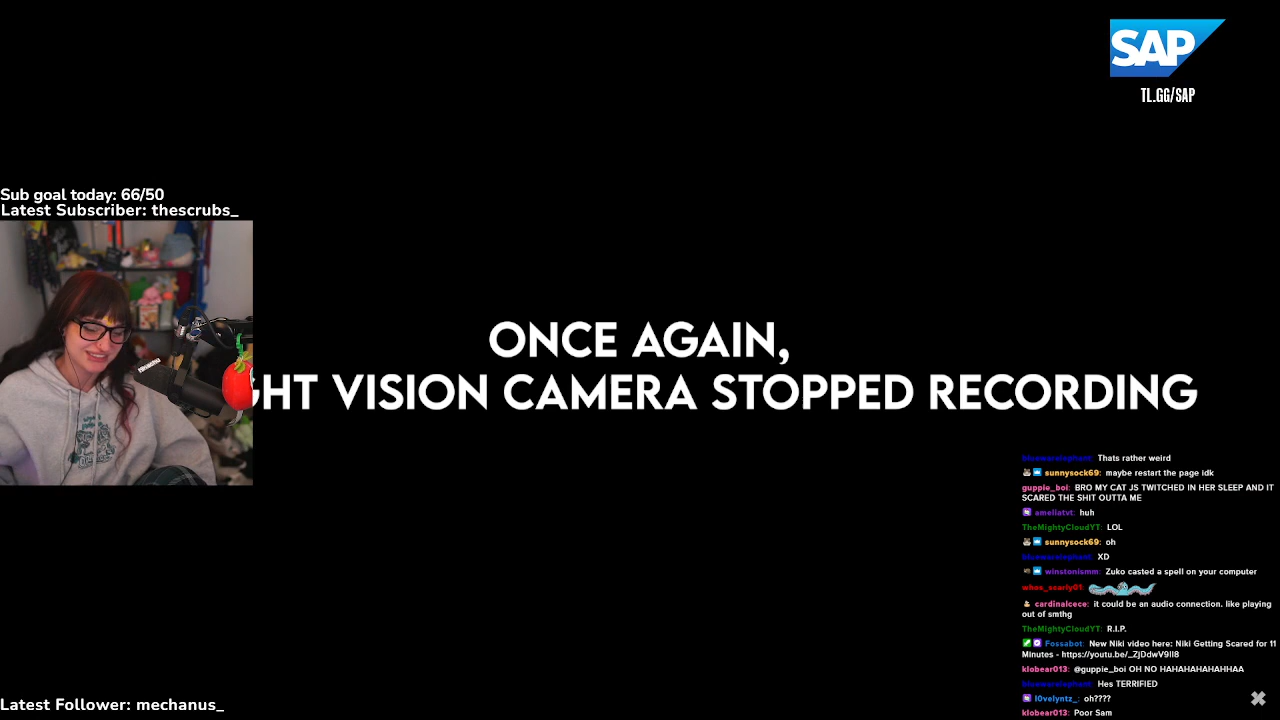 SAP
TL.GG/SAP
Sub goal today: 66/50
Latest Subscriber: thescrubs_
ONCE AGAIN,
GHT VISION CAMERA STOPPED RECORDING
Thats rather weird
sunnysock69: maybe restart the page idk
guppie_boi: BRO MY CAT JS TWITCHED IN HER SLEEP AND IT
SCARED THE SHIT OUTTA ME
ameliatvt: huh
TheMightyCloudYT: LOL
sunnysock69: oh
XD
winstonismm: Zuko casted a spell on your computer
whos_scarly01
cardinalcece: it could be an audio connection. like playing
out of smthg
TheMightyCloudYT: R.I.P.
Fossabot: New Niki video here: Niki Getting Scared for 11
Minutes - https://youtu.be/_ZjDdwV9II8
klobear013: @guppie_boi OH NO HAHAHAHAHAHHAA
Hes TERRIFIED
l0velyntz_: oh????
klobear013: Poor Sam
Latest Follower: mechanus_